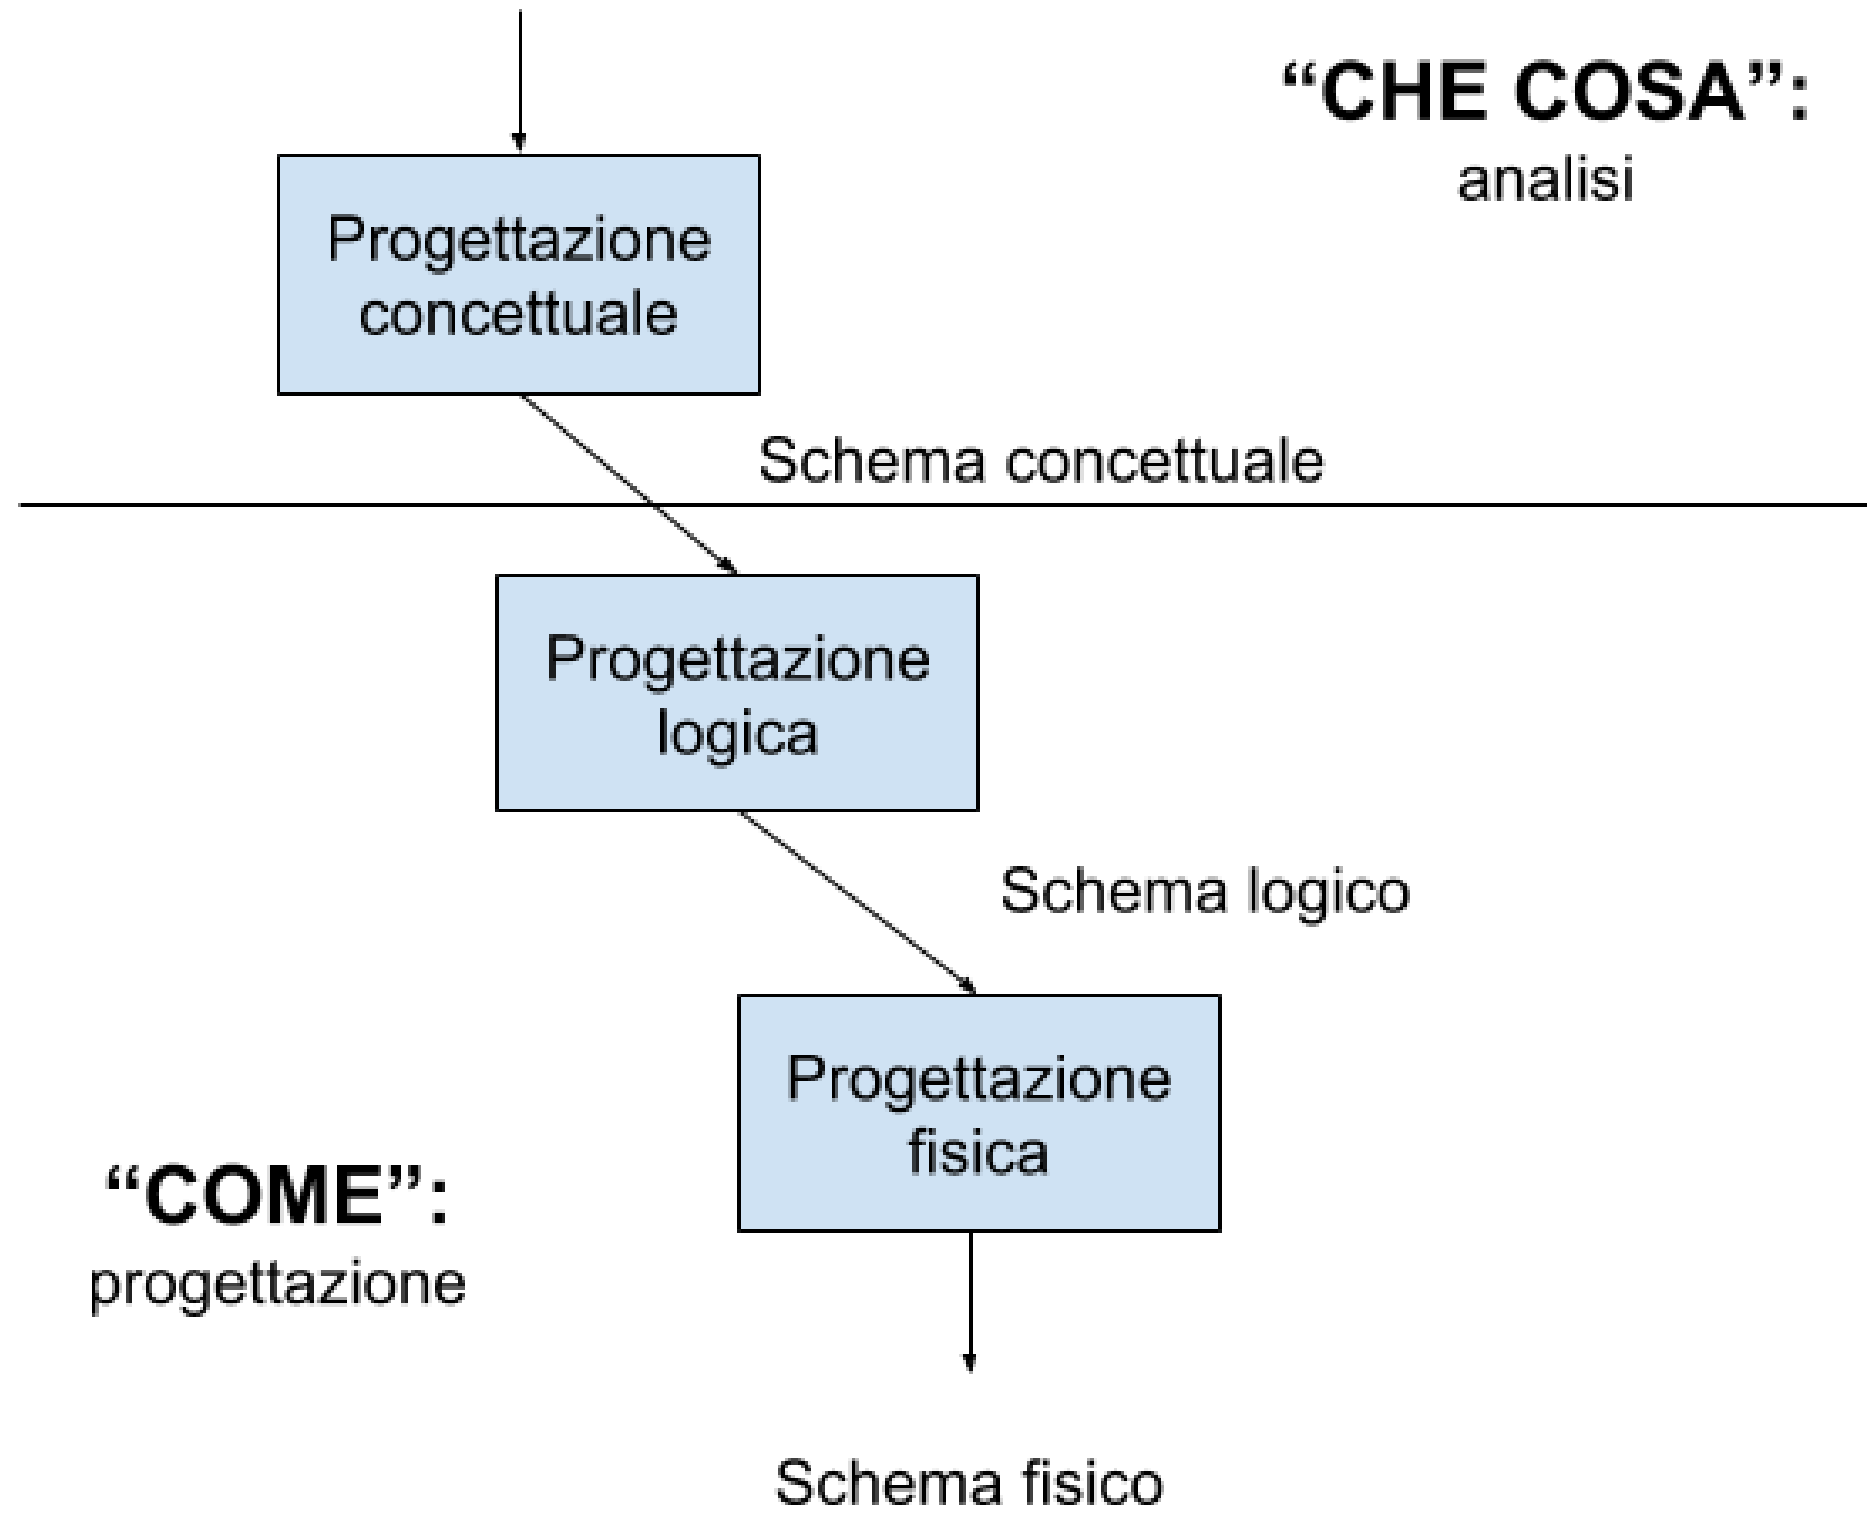 “CHE COSA”:
analisi
Progettazione
concettuale
Schema concettuale
Progettazione
logica
Schema logico
Progettazione
fisica
“COME”:
progettazione
Schema fisico